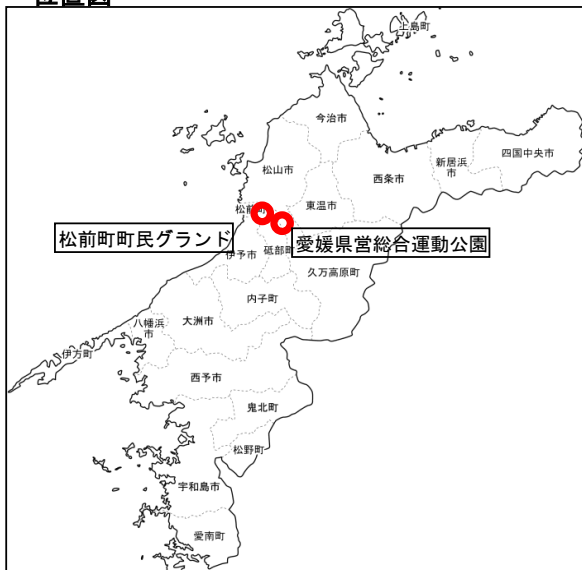 位置図
上島町
今治市
四国中央市
新居浜
市
松山市
西条市
東温市
松前町
松前町町民グランド
愛媛県営総合運動公園
伊予市
砥部町
久万高原町
内子町
大洲市
八幡浜
市
伊方町
西予市
鬼北町
松野町
宇和島市
愛南町